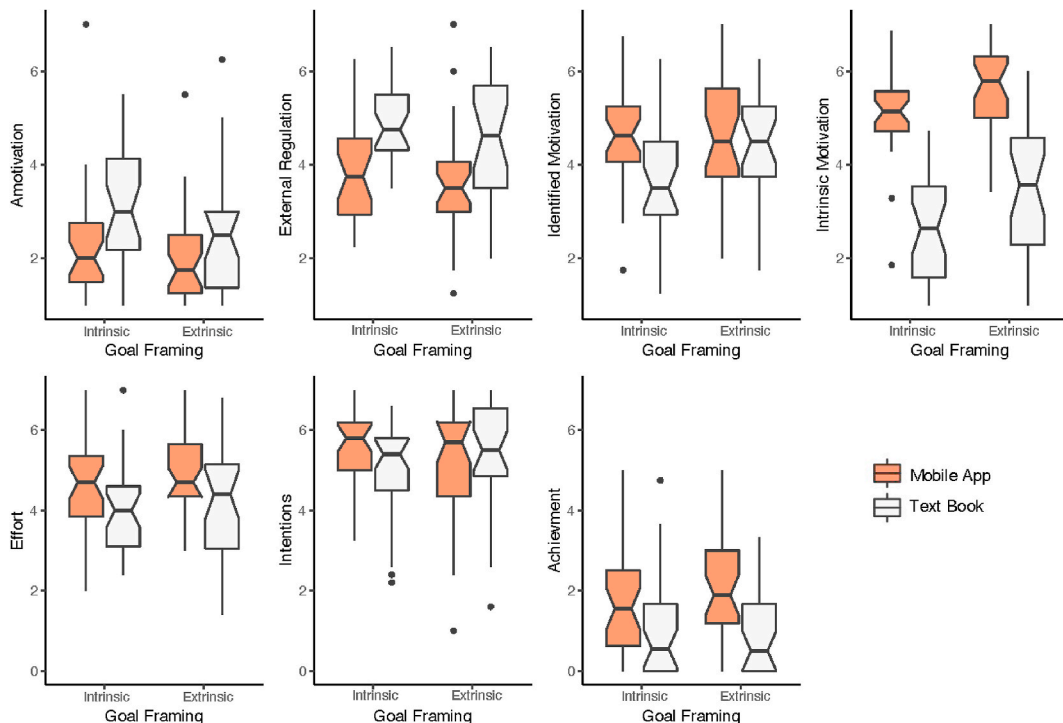 Amotivation
6
4
2
Intrinsic
Extrinsic
Goal Framing
External Regulation
6
4
2
Intrinsic
Extrinsic
Goal Framing
Identified Motivation
6
4
2
Intrinsic
Extrinsic
Goal Framing
Intrinsic Motivation
6
4
2
Intrinsic
Extrinsic
Goal Framing
Effort
6
4
2
0
Intrinsic
Extrinsic
Goal Framing
Intentions
6
4
2
0
Intrinsic
Extrinsic
Goal Framing
Achievment
6
4
2
0
Intrinsic
Extrinsic
Goal Framing
Mobile App
Text Book